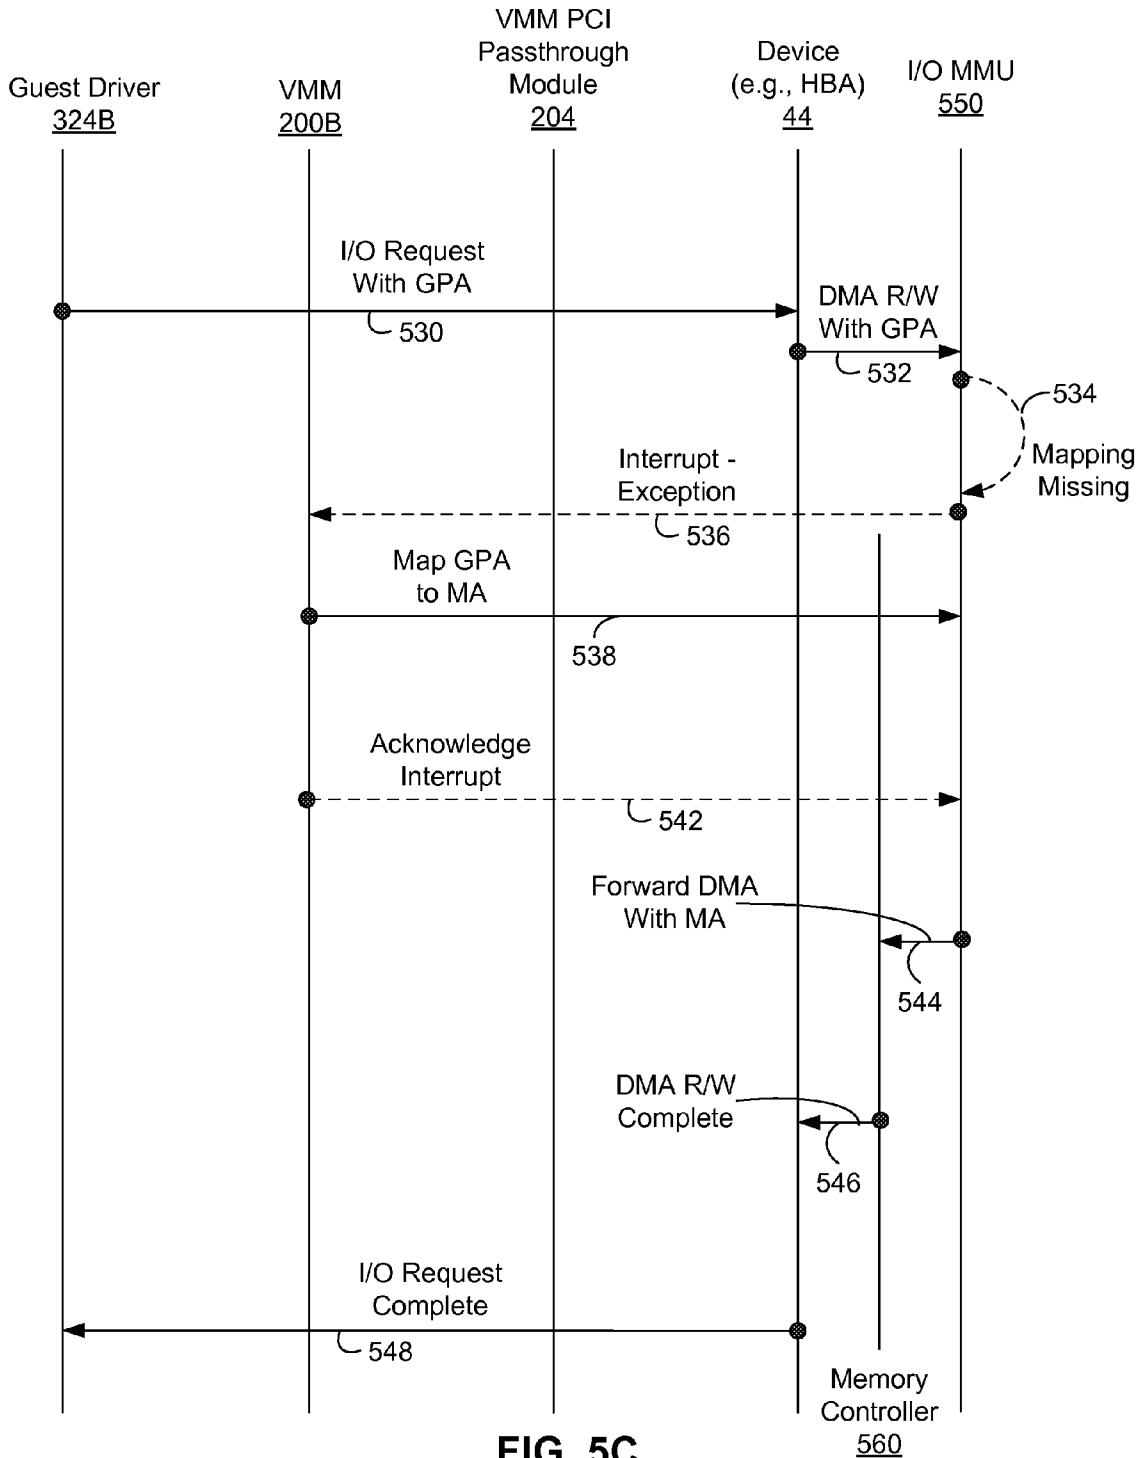 VMM PCI
Passthrough
Module
204
Device
(e.g., HBA)
44
I/O MMU
550
Guest Driver
324B
VMM
200B
I/O Request
With GPA
530
DMA R/W
With GPA
532
534
Mapping
Missing
Interrupt -
Exception
536
Map GPA
to MA
538
Acknowledge
Interrupt
542
Forward DMA
With MA
544
DMA R/W
Complete
546
I/O Request
Complete
548
Memory
Controller
560
FIG. 5C